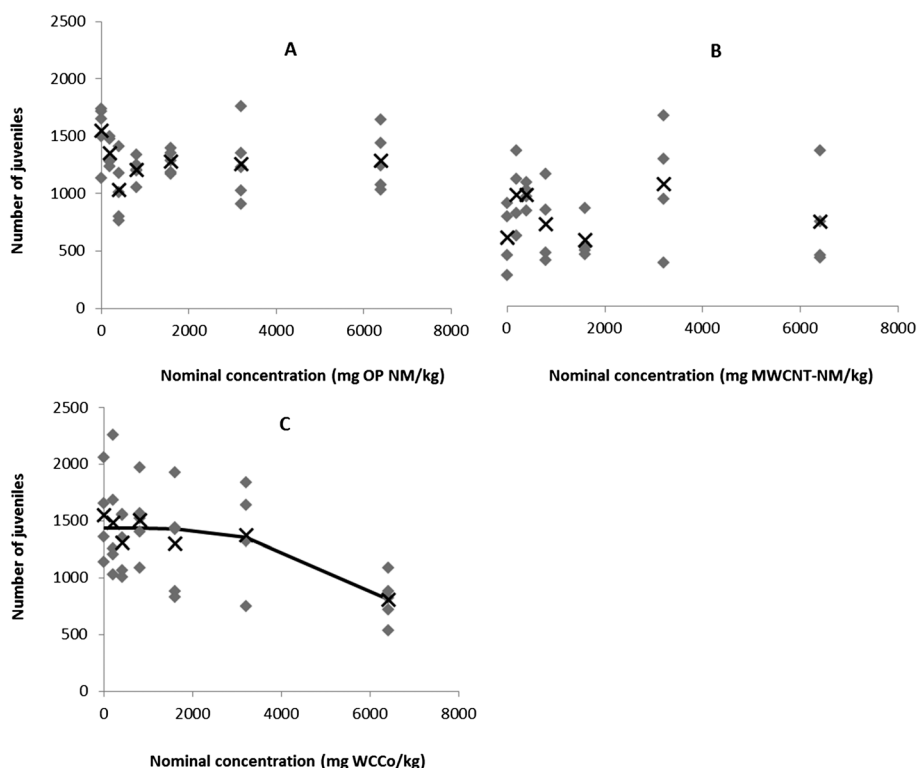 A
Number of juveniles
2500
2000
1500
1000
500
0
0 2000 4000 6000 8000
Nominal concentration (mg OP NM/kg)
B
0 2000 4000 6000 8000
Nominal concentration (mg MWCNT-NM/kg)
C
Number of juveniles
2500
2000
1500
1000
500
0
0 2000 4000 6000 8000
Nominal concentration (mg WCCo/kg)